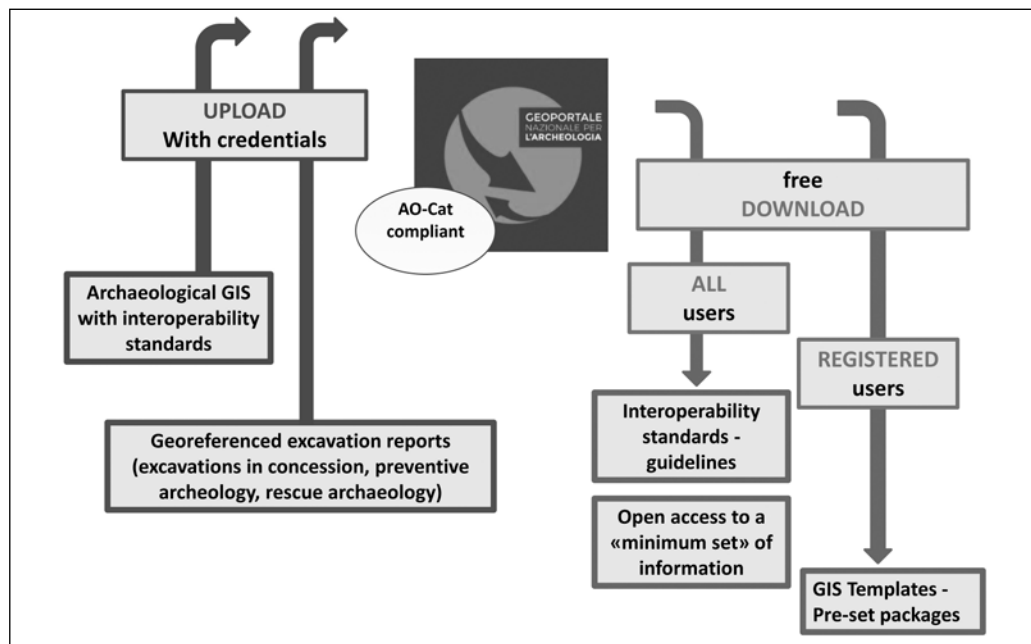 UPLOAD
With credentials
Archaeological GIS
with interoperability
standards
Georeferenced excavation reports
(excavations in concession, preventive
archeology, rescue archaeology)
GEOPORTALE
NAZIONALE PER
L'ARCHEOLOGIA
AO-Cat
compliant
free
DOWNLOAD
ALL
users
REGISTERED
users
Interoperability
standards -
guidelines
Open access to a
«minimum set» of
information
GIS Templates -
Pre-set packages